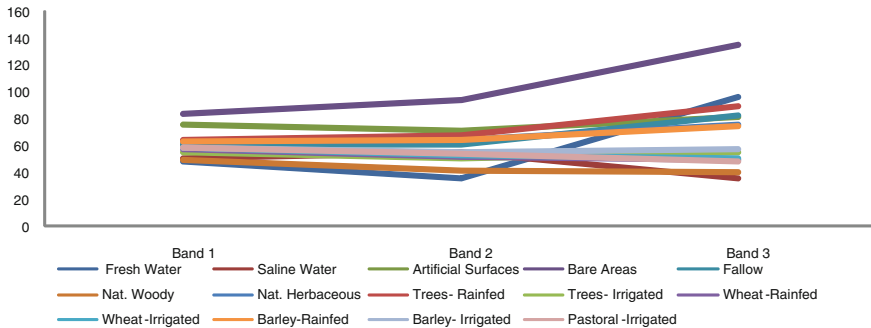 160
140
120
100
80
60
40
20
0
Band 1 Band 2 Band 3
Fresh Water Saline Water Artificial Surfaces Bare Areas Fallow
Nat. Woody Nat. Herbaceous Trees- Rainfed Trees- Irrigated Wheat -Rainfed
Wheat -Irrigated Barley-Rainfed Barley- Irrigated Pastoral -Irrigated